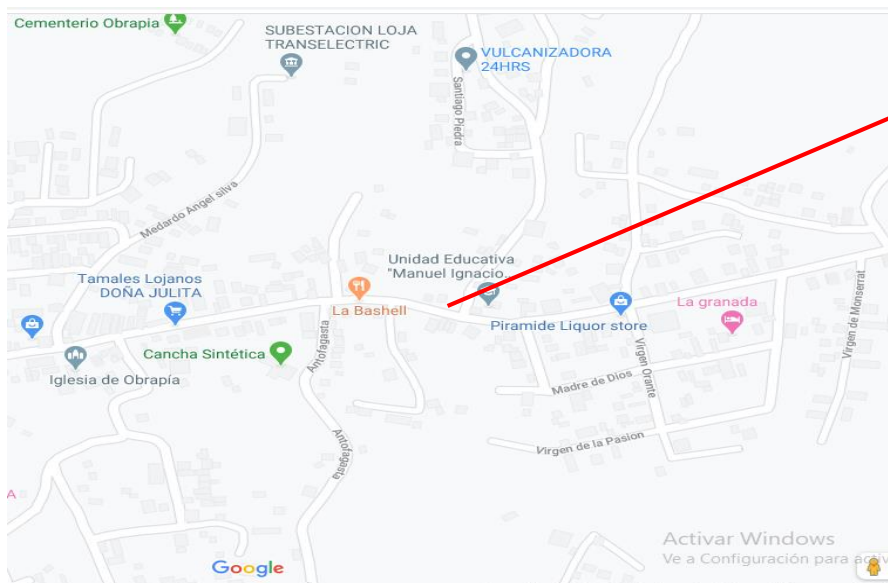 Cementerio Obrapia
SUBESTACION LOJA
TRANSELECTRIC
VULCANIZADORA
24HRS
Santiago Piedra
Medardo Angel silva
Unidad Educativa
"Manuel Ignacio...
Tamales Lojanos
DOÑA JULITA
La Bashell
La granada
Piramide Liquor store
Cancha Sintética
Iglesia de Obrapía
Antofagasta
Antofagasta
Virgen Orante
Virgen de Monserrat
Madre de Dios
Virgen de la Pasion
A
Google
Activar Windows
Ve a Configuración para activ